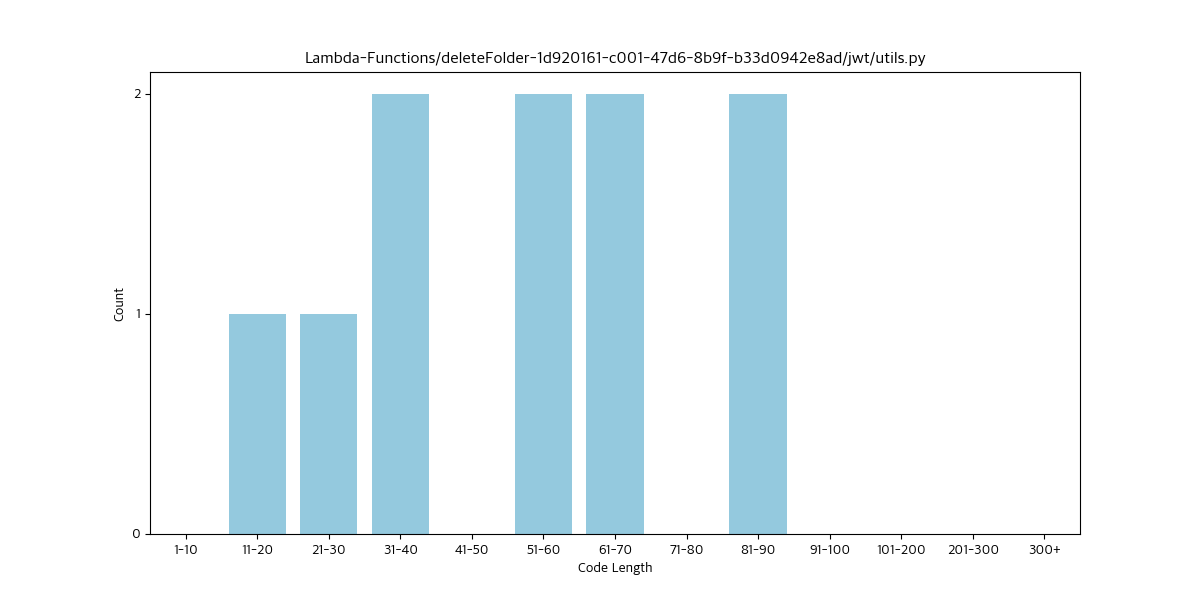 Lambda-Functions/deleteFolder-1d920161-c001-47d6-8b9f-b33d0942e8ad/jwt/utils.py
2
1
0
Count
1-10 11-20 21-30 31-40 41-50 51-60 61-70 71-80 81-90 91-100 101-200 201-300 300+
Code Length